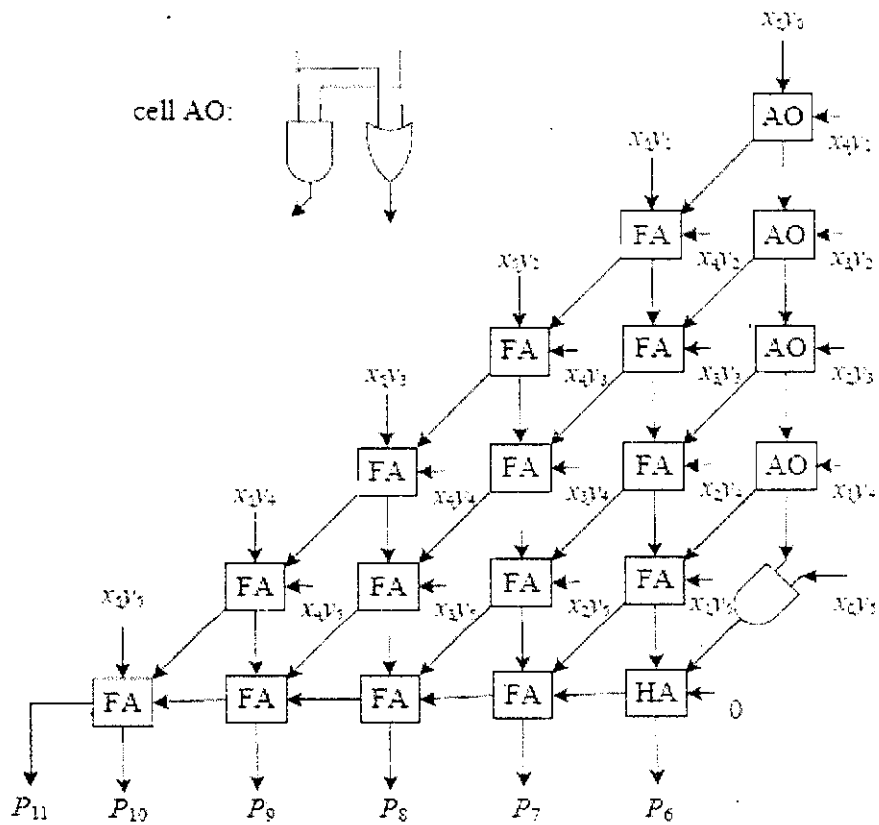 x₅y₀
cell AO:
AO
x₄y₁
x₅y₁
FA
x₄y₂
AO
x₃y₂
x₅y₂
FA
x₄y₃
FA
x₃y₃
AO
x₂y₃
x₅y₃
FA
x₄y₄
FA
x₃y₄
FA
x₂y₄
AO
x₁y₄
x₅y₄
FA
x₄y₅
FA
x₃y₅
FA
x₂y₅
FA
x₁y₅
x₀y₅
x₅y₅
FA
FA
FA
FA
HA
0
P₁₁
P₁₀
P₉
P₈
P₇
P₆